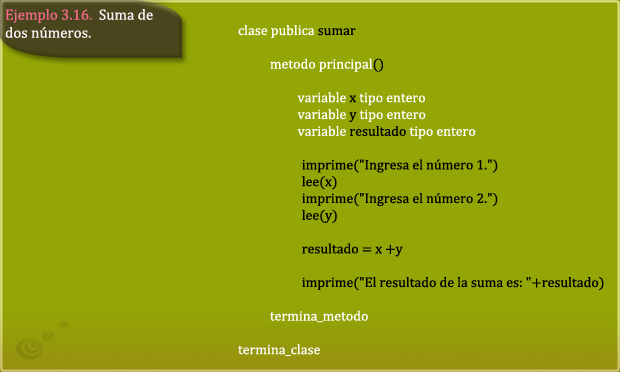 Ejemplo 3.16. Suma de
dos números.
clase publica sumar
metodo principal()
variable x tipo entero
variable y tipo entero
variable resultado tipo entero
imprime("Ingresa el número 1.")
lee(x)
imprime("Ingresa el número 2.")
lee(y)
resultado = x +y
imprime("El resultado de la suma es: "+resultado)
termina_metodo
termina_clase